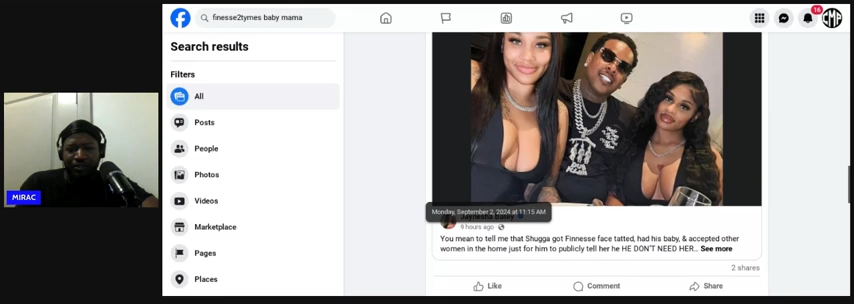 finesse2tymes baby mama
16
CMP
Search results
Filters
All
Posts
People
Photos
Videos
Marketplace
Pages
Places
MIRAC
Monday, September 2, 2024 at 11:15 AM
9 hours ago
You mean to tell me that Shugga got Finnesse face tatted, had his baby, & accepted other
women in the home just for him to publicly tell her he HE DON'T NEED HER... See more
2 shares
Like
Comment
Share